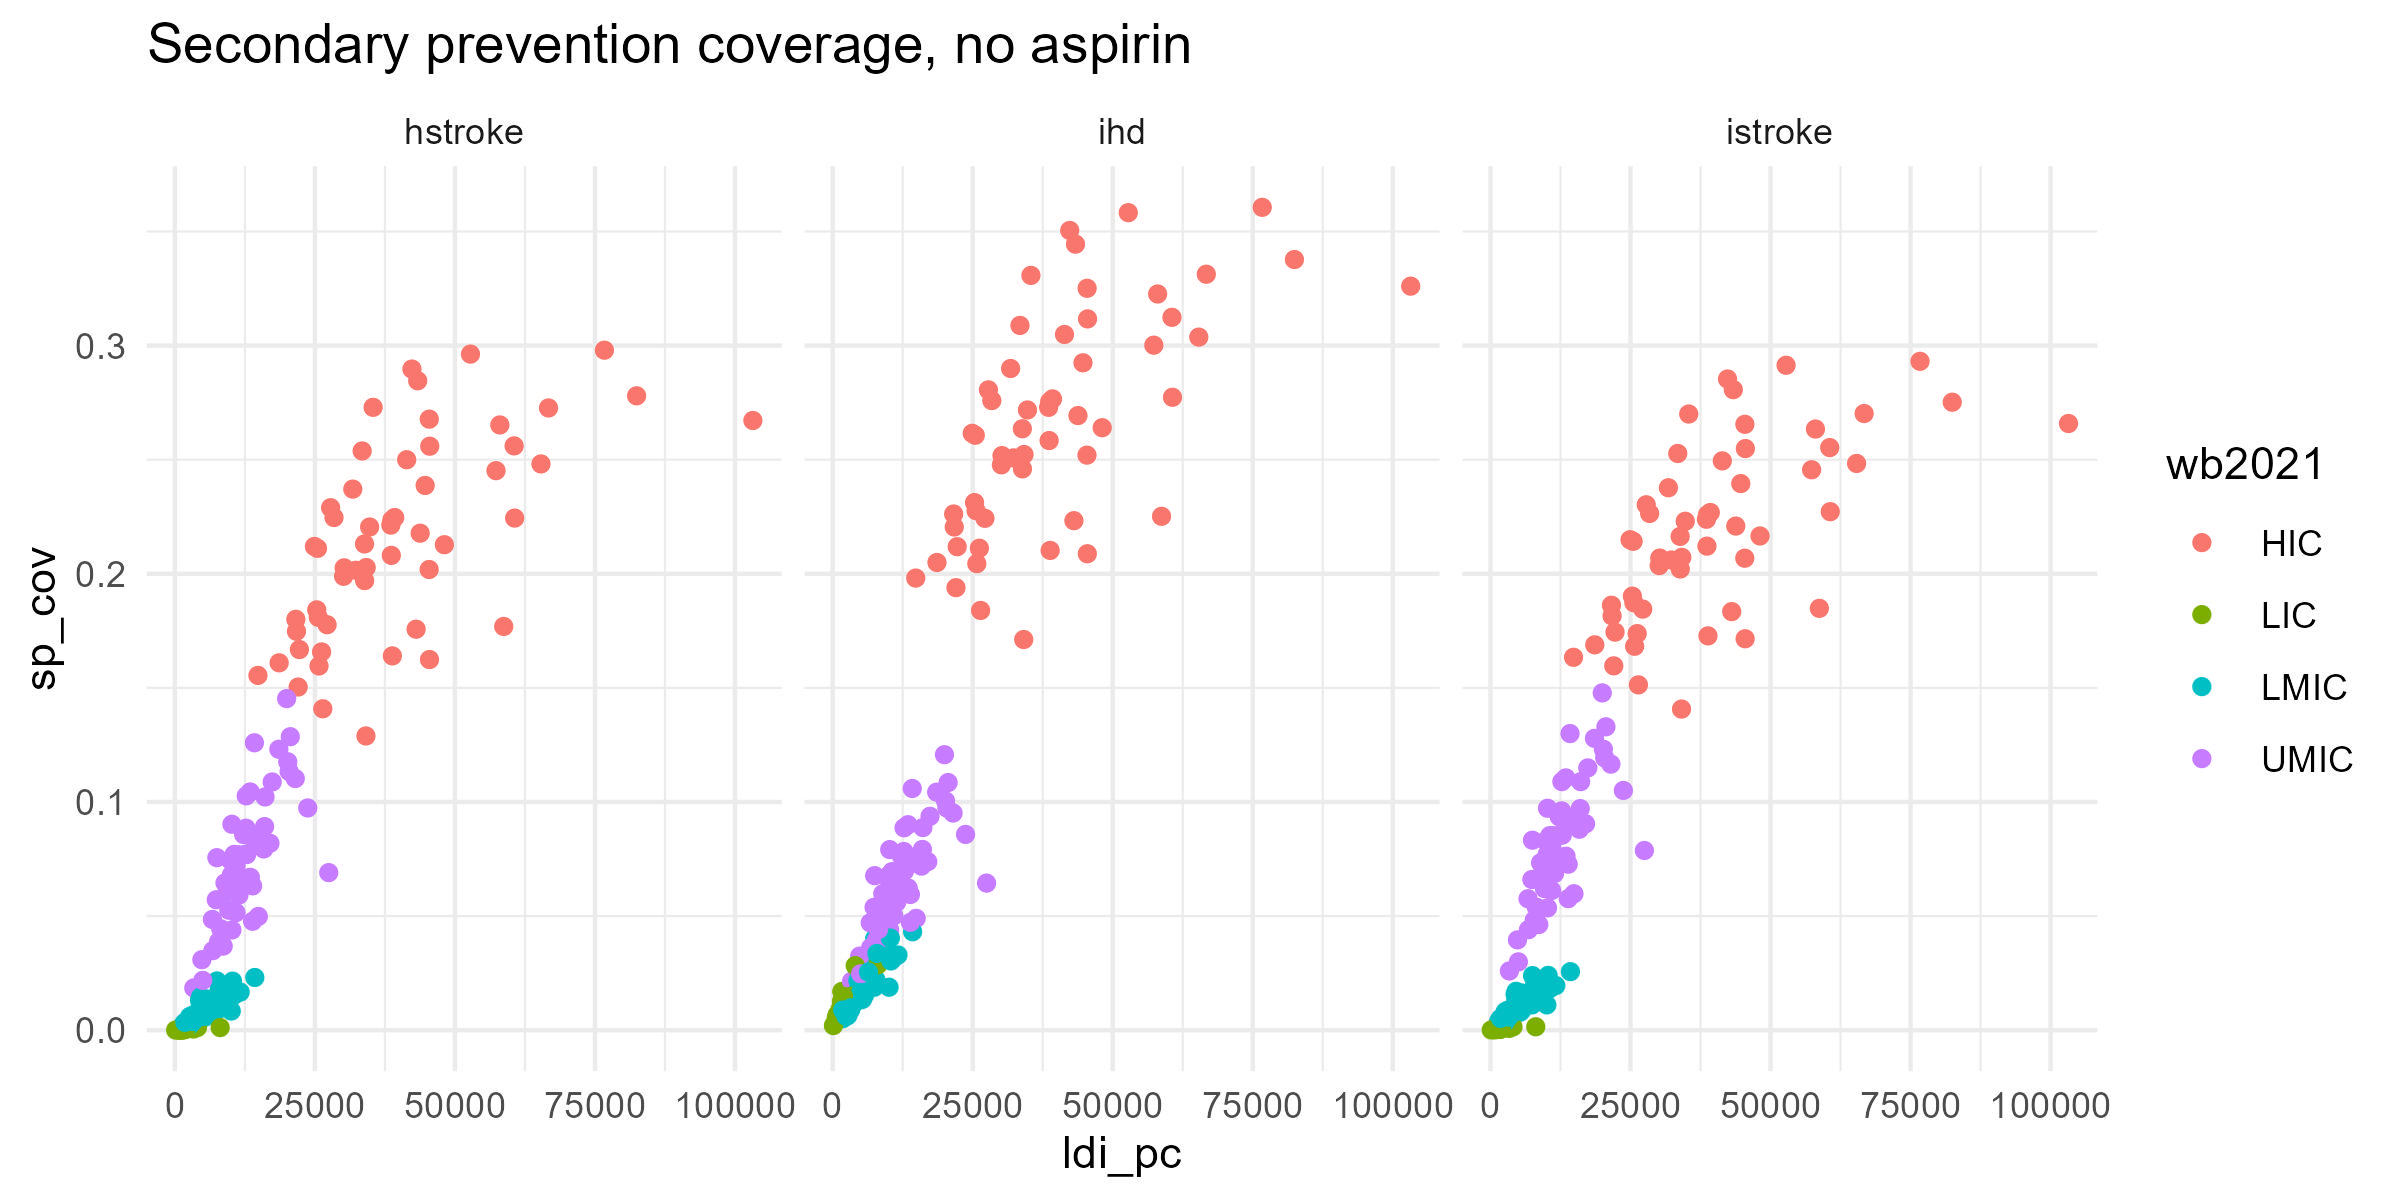 Secondary prevention coverage, no aspirin
hstroke
ihd
istroke
sp_cov
0.3
0.2
0.1
0.0
0 25000 50000 75000 100000
0 25000 50000 75000 100000
0 25000 50000 75000 100000
ldi_pc
wb2021
HIC
LIC
LMIC
UMIC